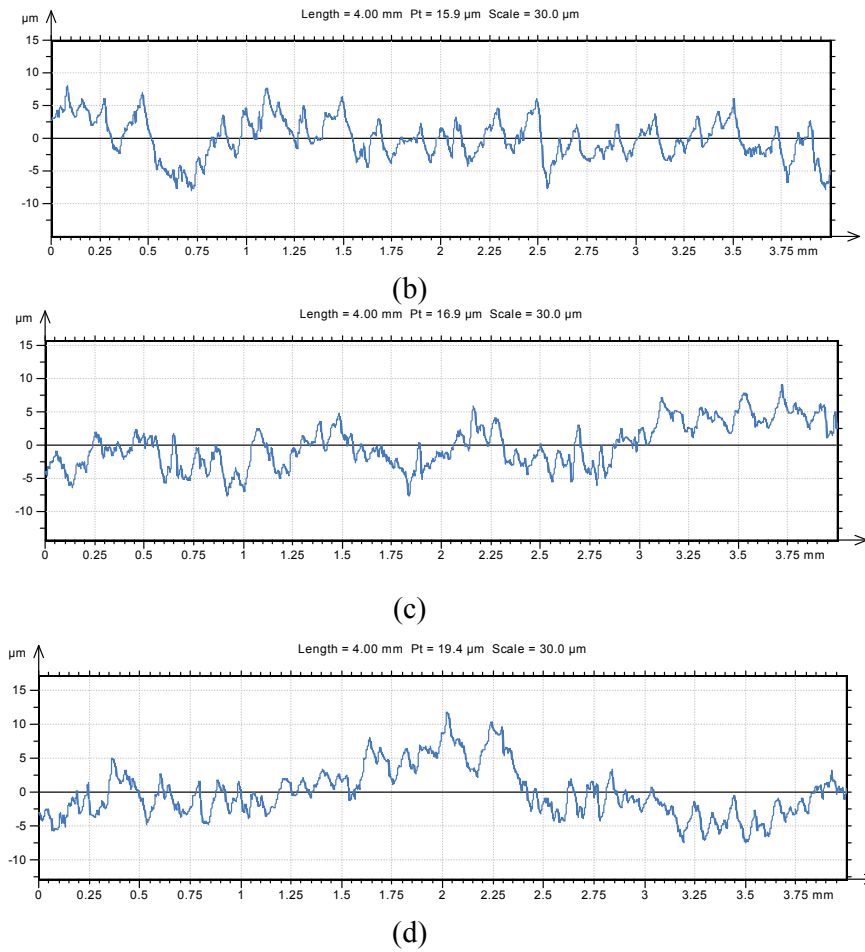 Length = 4.00 mm Pt = 15.9 µm Scale = 30.0 µm
µm
15
10
5
0
-5
-10
0 0.25 0.5 0.75 1 1.25 1.5 1.75 2 2.25 2.5 2.75 3 3.25 3.5 3.75 mm
(b)
Length = 4.00 mm Pt = 16.9 µm Scale = 30.0 µm
µm
15
10
5
0
-5
-10
0 0.25 0.5 0.75 1 1.25 1.5 1.75 2 2.25 2.5 2.75 3 3.25 3.5 3.75 mm
(c)
Length = 4.00 mm Pt = 19.4 µm Scale = 30.0 µm
µm
15
10
5
0
-5
-10
0 0.25 0.5 0.75 1 1.25 1.5 1.75 2 2.25 2.5 2.75 3 3.25 3.5 3.75 mm
(d)